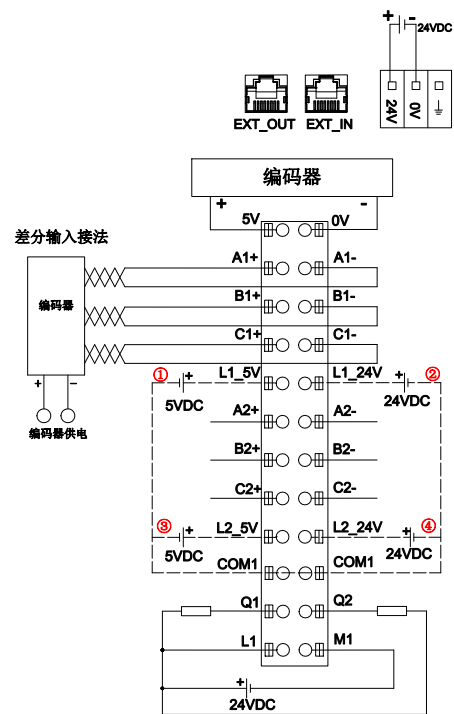 + - 24VDC
24V 0V
EXT_OUT EXT_IN
编码器
+ -
5V 0V
差分输入接法
A1+ A1-
编码器
B1+ B1-
C1+ C1-
① L1_5V L1_24V ②
+ +
5VDC 24VDC
+ -
A2+ A2-
编码器供电
B2+ B2-
C2+ C2-
③ L2_5V L2_24V ④
+ +
5VDC 24VDC
COM1 COM1
Q1 Q2
L1 M1
+
24VDC